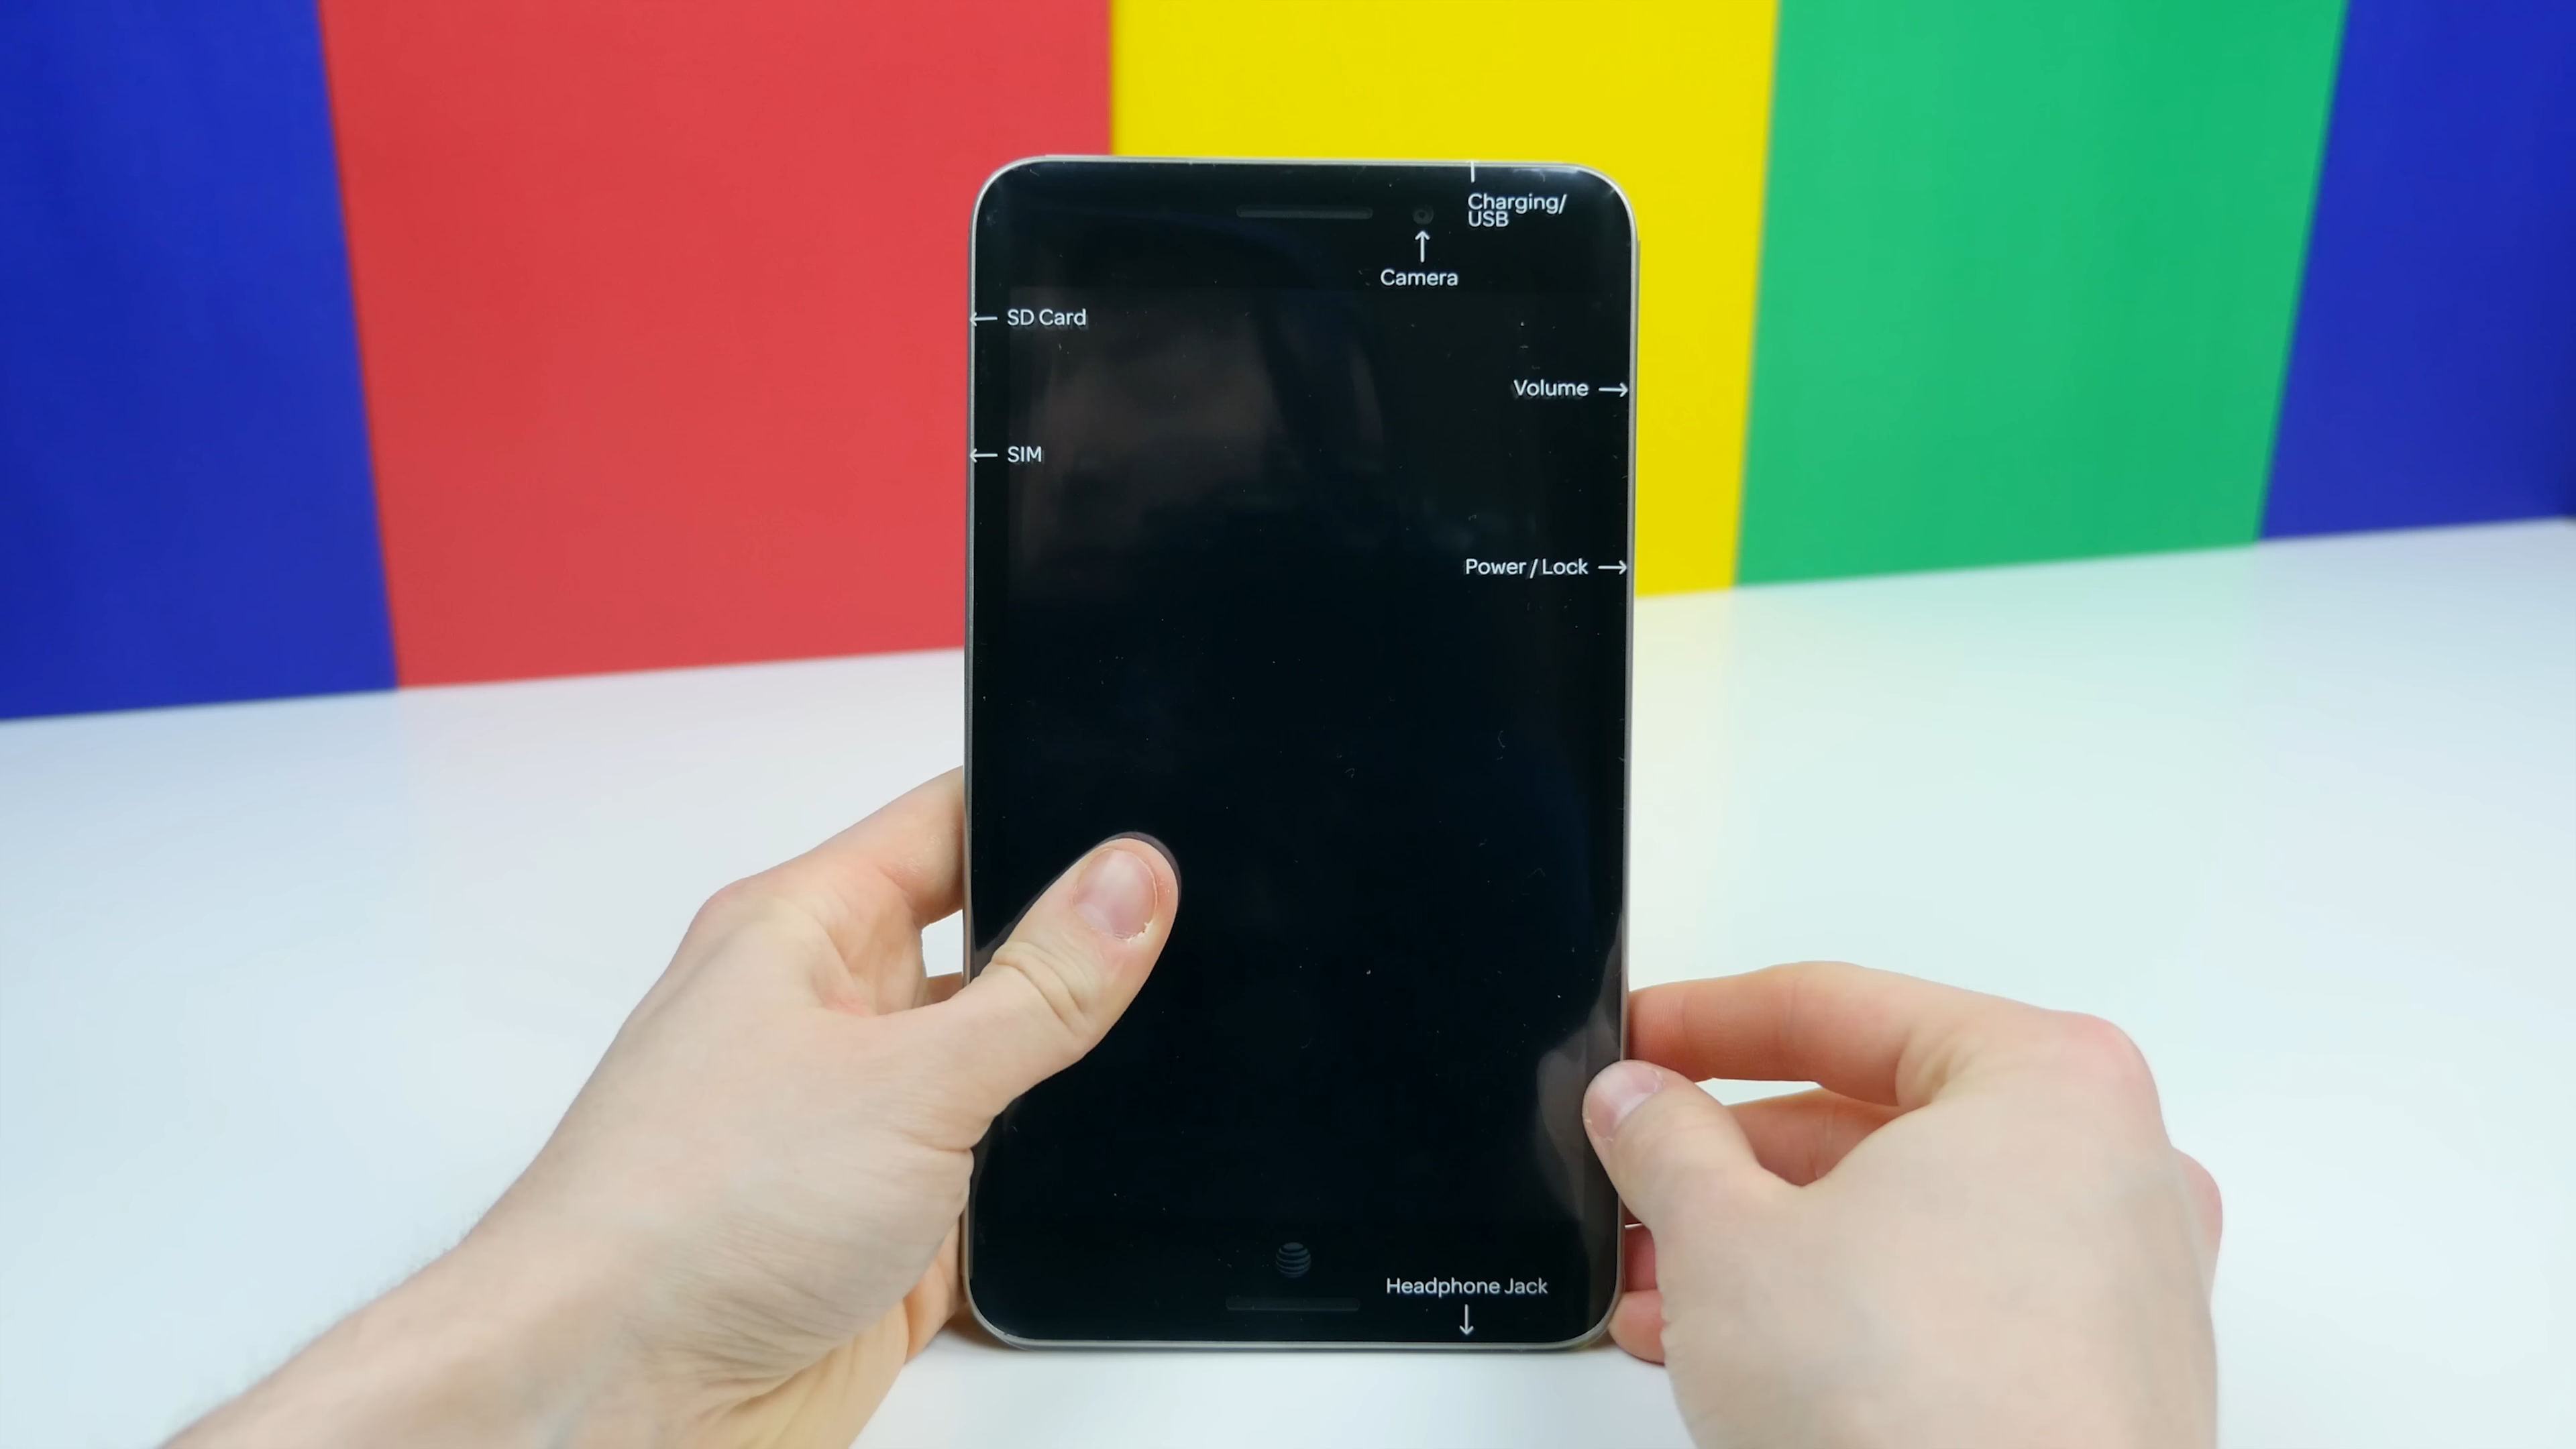 Charging/
USB
Camera
SD Card
Volume
SIM
Power / Lock
Headphone Jack